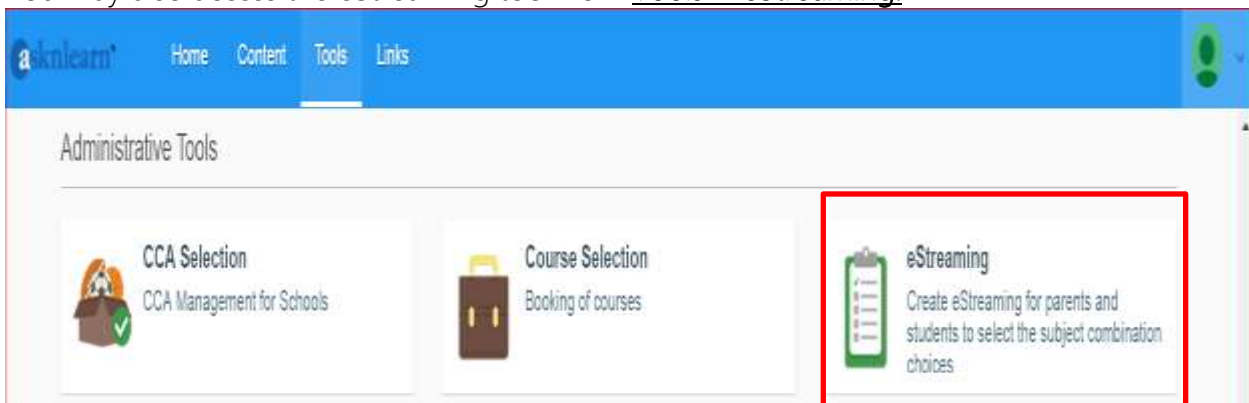 asknlearn
Home Content Tools Links
Administrative Tools
CCA Selection
CCA Management for Schools
Course Selection
Booking of courses
eStreaming
Create eStreaming for parents and
students to select the subject combination
choices